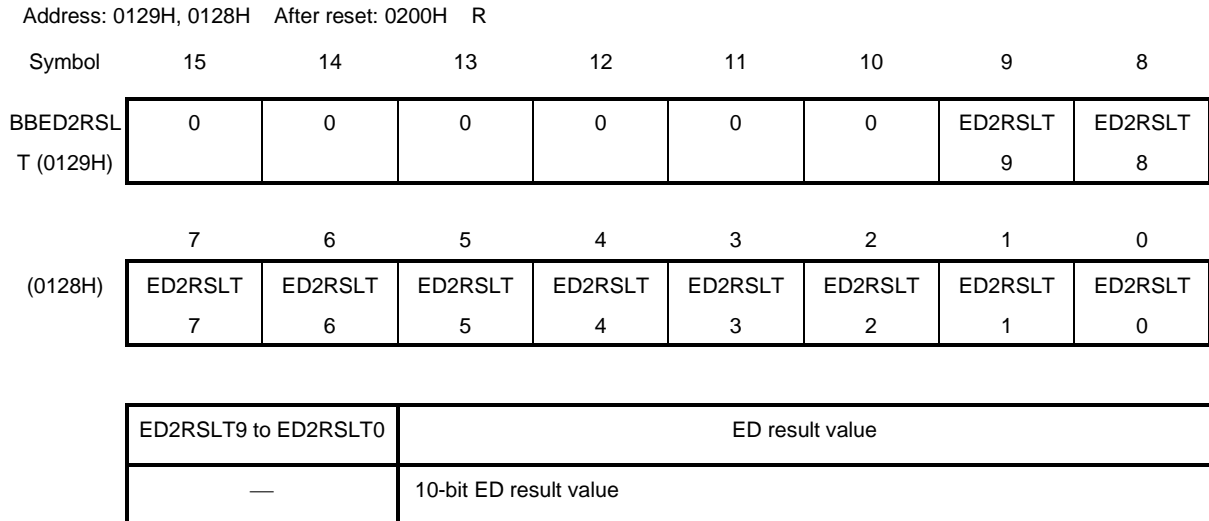 Address: 0129H, 0128H After reset: 0200H R
Symbol 15 14 13 12 11 10 9 8
BBED2RSL 0 0 0 0 0 0 ED2RSLT ED2RSLT
T (0129H) 9 8
7 6 5 4 3 2 1 0
(0128H) ED2RSLT ED2RSLT ED2RSLT ED2RSLT ED2RSLT ED2RSLT ED2RSLT ED2RSLT
7 6 5 4 3 2 1 0
ED2RSLT9 to ED2RSLT0 ED result value
— 10-bit ED result value